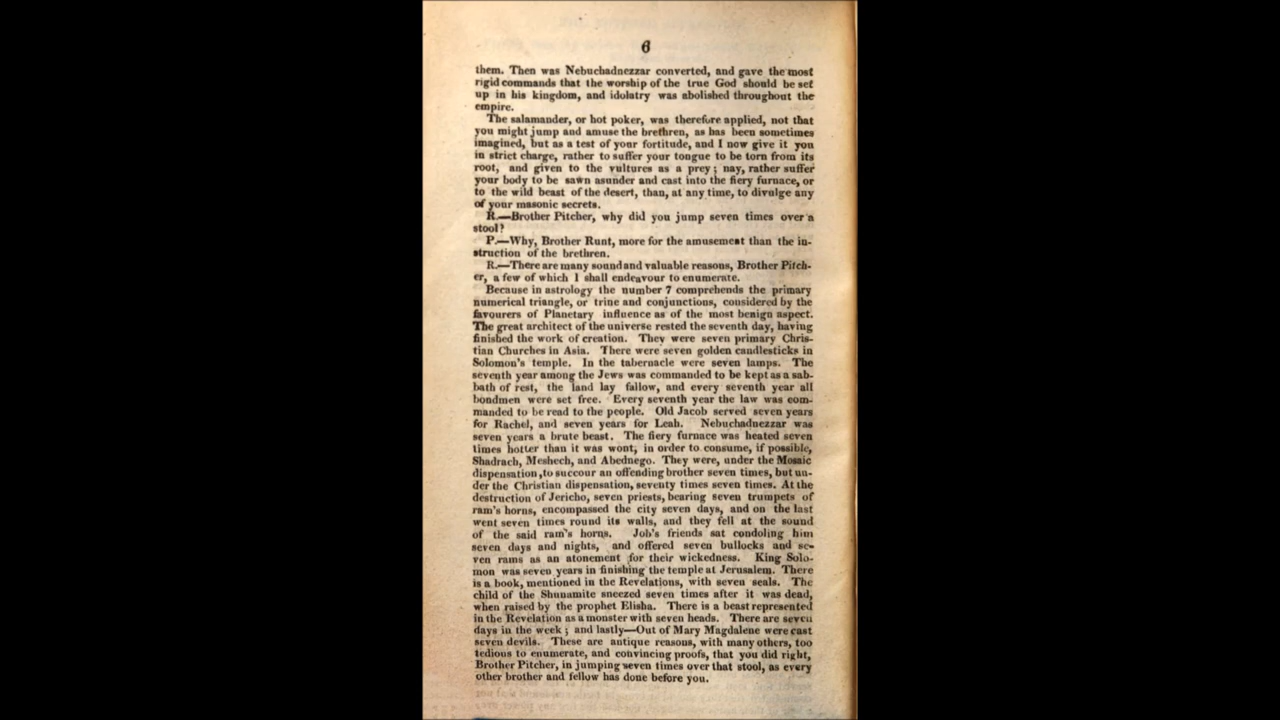 6
them. Then was Nebuchadnezzar converted, and gave the most
rigid commands that the worship of the true God should be set
up in his kingdom, and idolatry was abolished throughout the
empire.
The salamander, or hot poker, was therefore applied, not that
you might jump and amuse the brethren, as has been sometimes
imagined, but as a test of your fortitude, and I now give it you
in strict charge, rather to suffer your tongue to be torn from its
root, and given to the vultures as a prey; nay, rather suffer
your body to be sawn asunder and cast into the fiery furnace, or
to the wild beast of the desert, than, at any time, to divulge any
of your masonic secrets.
R.—Brother Pitcher, why did you jump seven times over a
stool?
P.—Why, Brother Runt, more for the amusement than the in-
struction of the brethren.
R.—There are many sound and valuable reasons, Brother Pitch-
er, a few of which I shall endeavour to enumerate.
Because in astrology the number 7 comprehends the primary
numerical triangle, or trine and conjunctions, considered by the
favourers of Planetary influence as of the most benign aspect.
The great architect of the universe rested the seventh day, having
finished the work of creation. They were seven primary Chris-
tian Churches in Asia. There were seven golden candlesticks in
Solomon's temple. In the tabernacle were seven lamps. The
seventh year among the Jews was commanded to be kept as a sab-
bath of rest, the land lay fallow, and every seventh year all
bondmen were set free. Every seventh year the law was com-
manded to be read to the people. Old Jacob served seven years
for Rachel, and seven years for Leah. Nebuchadnezzar was
seven years a brute beast. The fiery furnace was heated seven
times hotter than it was wont, in order to consume, if possible,
Shadrach, Meshech, and Abednego. They were, under the Mosaic
dispensation, to succour an offending brother seven times, but un-
der the Christian dispensation, seventy times seven times. At the
destruction of Jericho, seven priests, bearing seven trumpets of
ram's horns, encompassed the city seven days, and on the last
went seven times round its walls, and they fell at the sound
of the said ram's horns. Job's friends sat condoling him
seven days and nights, and offered seven bullocks and se-
ven rams as an atonement for their wickedness. King Solo-
mon was seven years in finishing the temple at Jerusalem. There
is a book, mentioned in the Revelations, with seven seals. The
child of the Shunamite sneezed seven times after it was dead,
when raised by the prophet Elisha. There is a beast represented
in the Revelation as a monster with seven heads. There are seven
days in the week; and lastly—Out of Mary Magdalene were cast
seven devils. These are antique reasons, with many others, too
tedious to enumerate, and convincing proofs, that you did right,
Brother Pitcher, in jumping seven times over that stool, as every
other brother and fellow has done before you.